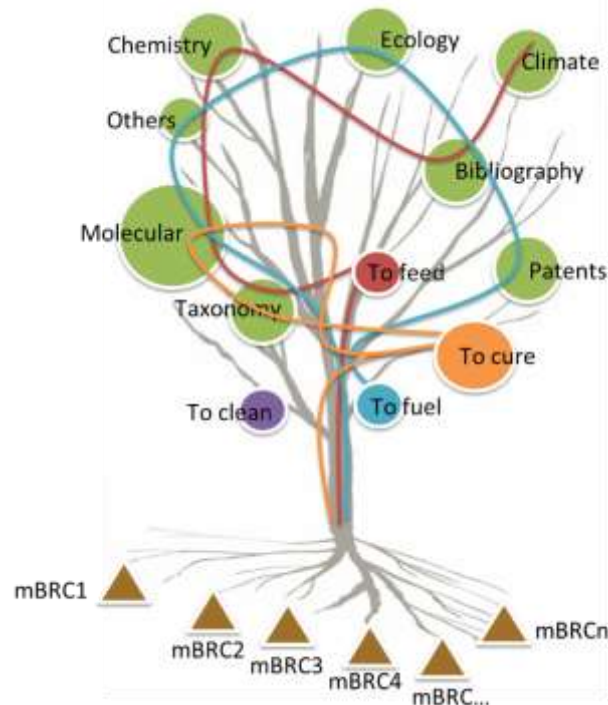 Chemistry
Ecology
Climate
Others
Bibliography
Molecular
To feed
Patents
Taxonomy
To cure
To clean
To fuel
mBRC1
mBRCn
mBRC2
mBRC3
mBRC4
mBRC...